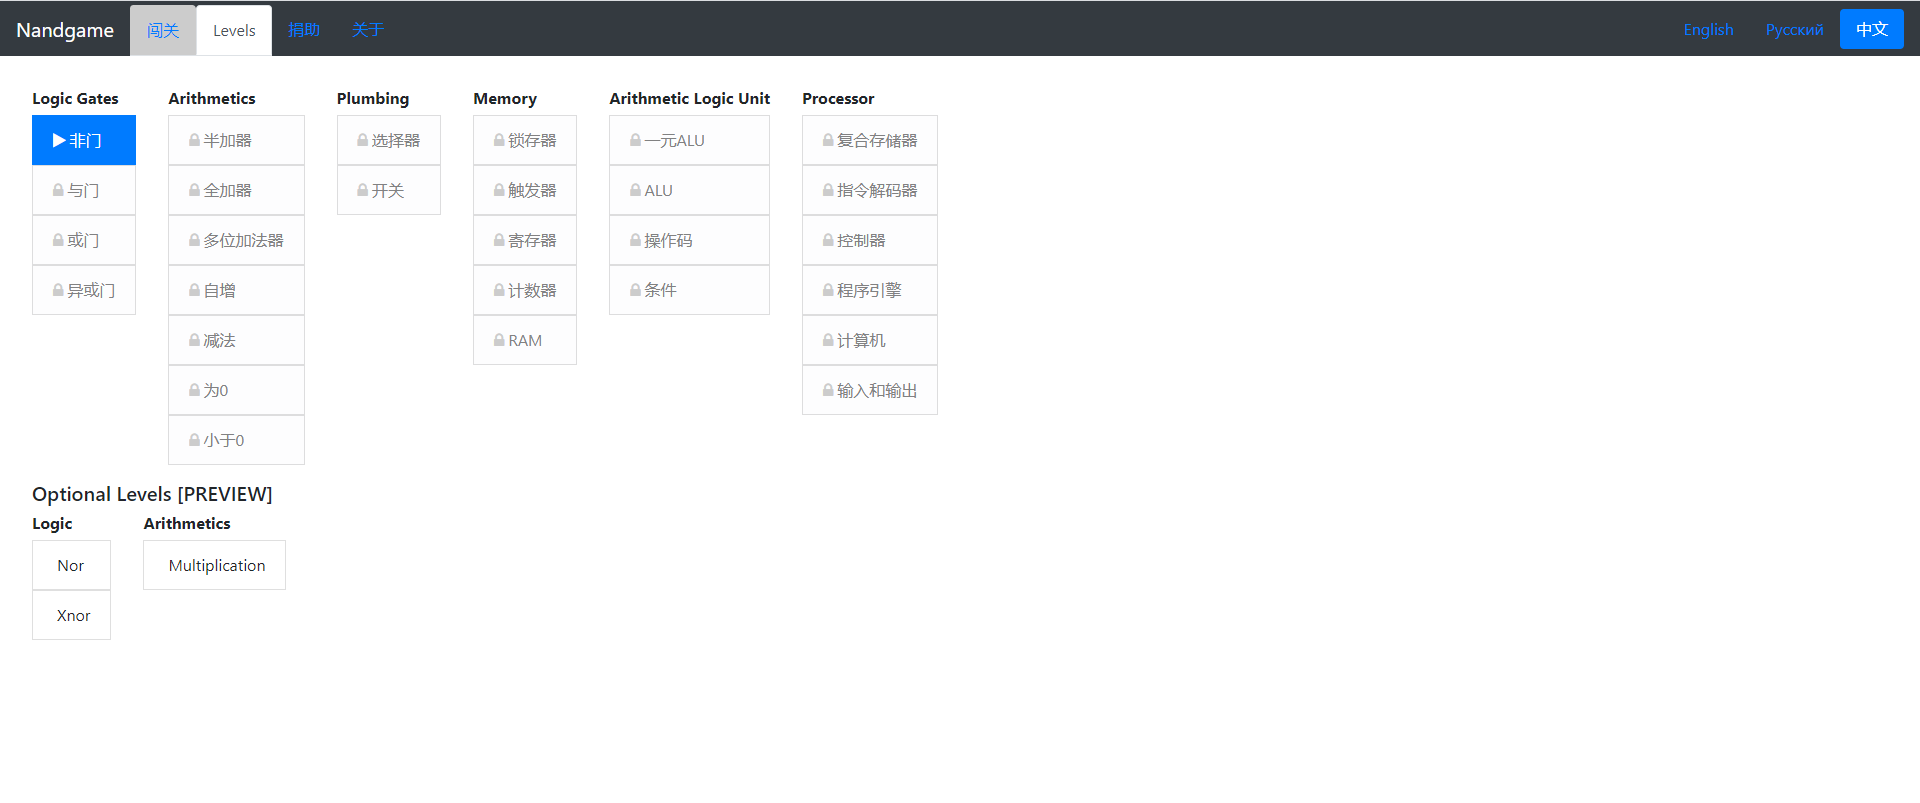 Nandgame 闯关 Levels 捐助 关于 English Русский 中文
Logic Gates
非门
与门
或门
异或门
Arithmetics
半加器
全加器
多位加法器
自增
减法
为0
小于0
Plumbing
选择器
开关
Memory
锁存器
触发器
寄存器
计数器
RAM
Arithmetic Logic Unit
一元ALU
ALU
操作码
条件
Processor
复合存储器
指令解码器
控制器
程序引擎
计算机
输入和输出
Optional Levels [PREVIEW]
Logic
Nor
Xnor
Arithmetics
Multiplication